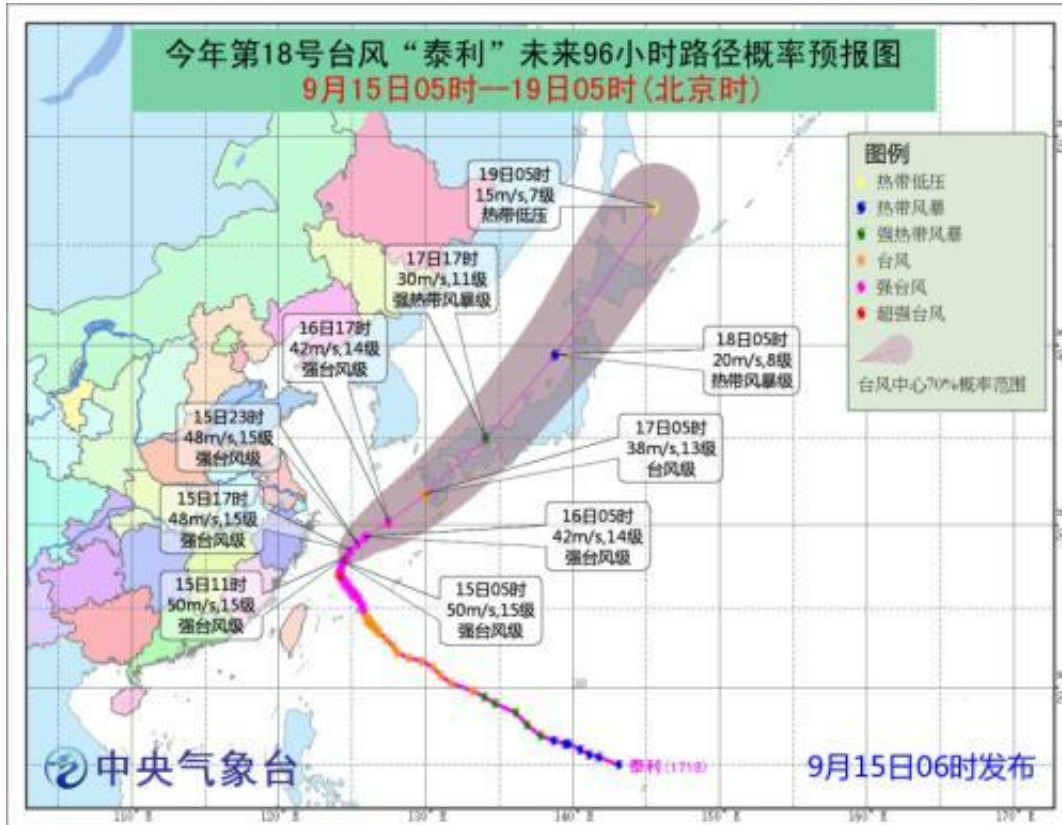 今年第18号台风“泰利”未来96小时路径概率预报图
9月15日05时--19日05时(北京时)
图例
热带低压
热带风暴
强热带风暴
台风
强台风
超强台风
台风中心70%概率范围
19日05时
15m/s,7级
热带低压
17日17时
30m/s,11级
强热带风暴级
16日17时
42m/s,14级
强台风级
18日05时
20m/s,8级
热带风暴级
15日23时
48m/s,15级
强台风级
17日05时
38m/s,13级
台风级
15日17时
48m/s,15级
强台风级
16日05时
42m/s,14级
强台风级
15日11时
50m/s,15级
强台风级
15日05时
50m/s,15级
强台风级
泰利(1718)
中央气象台
9月15日06时发布
110° E
120° E
130° E
140° E
150° E
160° E
170° E